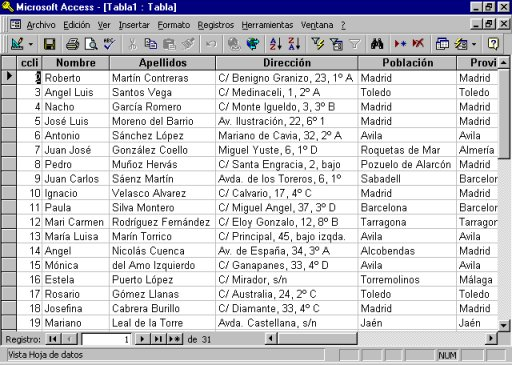 Microsoft Access - [Tabla1 : Tabla]
Archivo Edición Ver Insertar Formato Registros Herramientas Ventana ?
ccli Nombre Apellidos Dirección Población Provi
2 Roberto Martín Contreras C/ Benigno Granizo, 23, 1º A Madrid Madrid
3 Angel Luis Santos Vega C/ Medinaceli, 1, 2º A Toledo Toledo
4 Nacho García Romero C/ Monte Igueldo, 3, 3º B Madrid Madrid
5 José Luis Moreno del Barrio Av. Ilustración, 22, 6º 1 Madrid Madrid
6 Antonio Sánchez López Mariano de Cavia, 32, 2º A Avila Avila
7 Juan José González Coello Miguel Yuste, 6, 1º D Roquetas de Mar Almería
8 Pedro Muñoz Hervás C/ Santa Engracia, 2, bajo Pozuelo de Alarcón Madrid
9 Juan Carlos Sáenz Martín Avda. de los Toreros, 6, 1º Sabadell Barcelon
10 Ignacio Velasco Alvarez C/ Calvario, 17, 4º C Madrid Madrid
11 Paula Silva Montero C/ Miguel Angel, 37, 3º D Barcelona Barcelon
12 Mari Carmen Rodríguez Fernández C/ Eloy Gonzalo, 12, 8º B Tarragona Tarragon
13 María Luisa Marín Torrico C/ Principal, 45, bajo izqda. Avila Avila
14 Angel Nicolás Cuenca Av. de España, 34, 3º A Alcobendas Madrid
15 Mónica del Amo Izquierdo C/ Ganapanes, 33, 4º D Avila Avila
16 Estela Puerto López C/ Mirador, s/n Torremolinos Málaga
17 Rosario Gómez Llanas C/ Australia, 24, 2º C Toledo Toledo
18 Josefina Cabrera Burillo C/ Diamante, 33, 4º C Madrid Madrid
19 Mariano Leal de la Torre Avda. Castellana, s/n Jaén Jaén
Registro: 1 de 31
Vista Hoja de datos NUM